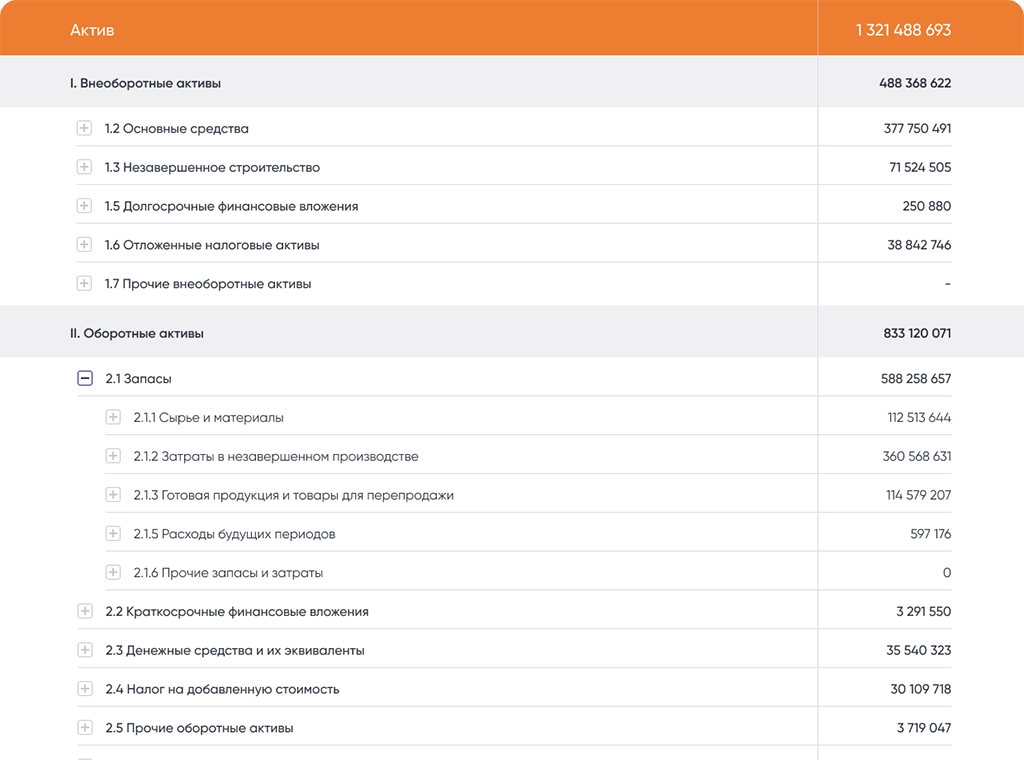 Актив 1 321 488 693
I. Внеоборотные активы 488 368 622
1.2 Основные средства 377 750 491
1.3 Незавершенное строительство 71 524 505
1.5 Долгосрочные финансовые вложения 250 880
1.6 Отложенные налоговые активы 38 842 746
1.7 Прочие внеоборотные активы -
II. Оборотные активы 833 120 071
2.1 Запасы 588 258 657
2.1.1 Сырье и материалы 112 513 644
2.1.2 Затраты в незавершенном производстве 360 568 631
2.1.3 Готовая продукция и товары для перепродажи 114 579 207
2.1.5 Расходы будущих периодов 597 176
2.1.6 Прочие запасы и затраты 0
2.2 Краткосрочные финансовые вложения 3 291 550
2.3 Денежные средства и их эквиваленты 35 540 323
2.4 Налог на добавленную стоимость 30 109 718
2.5 Прочие оборотные активы 3 719 047